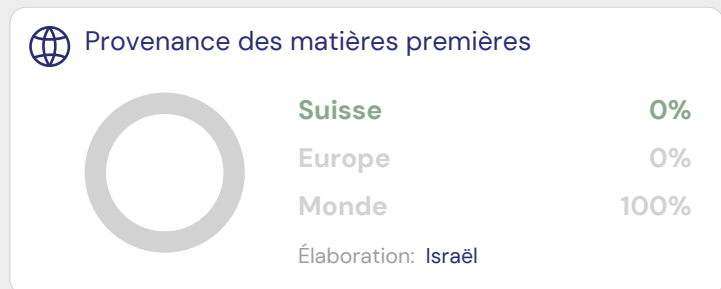 Provenance des matières premières
Suisse 0%
Europe 0%
Monde 100%
Élaboration: Israël